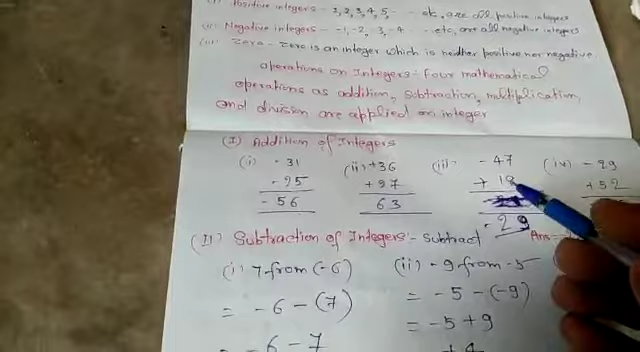 (i) Positive integers - 1, 2, 3, 4, 5, - - - etc, are all positive integers
(ii) Negative integers - -1, -2, -3, -4 - - - etc, are all negative integers
(iii) Zero - Zero is an integer which is neither positive nor negative
operations on Integers - Four mathematical
operations as addition, Subtraction, multiplication,
and division are applied on integer
(I) Addition of Integers
(i) -31 (ii) +36 (iii) - -47 (iv) -29
-25 +27 +18 +52
-56 63
-29
(II) Subtraction of Integers:- Subtract Ans =
(i) 7 from (-6) (ii) -9 from -5
= -6 - (7) = -5 - (-9)
= -6 - 7 = -5 + 9